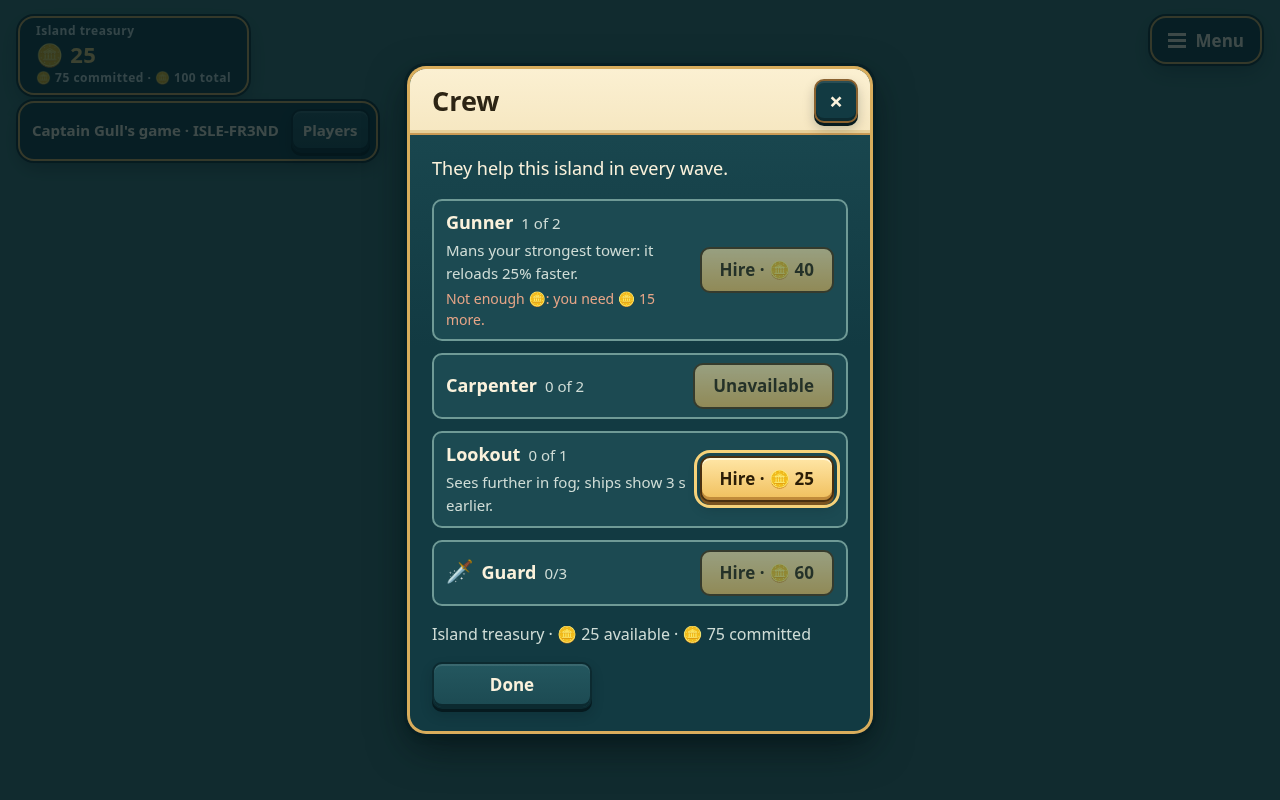 Island treasury
25
75 committed · 100 total
Menu
Captain Gull's game · ISLE-FR3ND
Players
Crew
×
They help this island in every wave.
Gunner 1 of 2
Mans your strongest tower: it
reloads 25% faster.
Not enough 🪙: you need 🪙 15
more.
Hire · 🪙 40
Carpenter 0 of 2
Unavailable
Lookout 0 of 1
Sees further in fog; ships show 3 s
earlier.
Hire · 🪙 25
Guard 0/3
Hire · 🪙 60
Island treasury · 🪙 25 available · 🪙 75 committed
Done